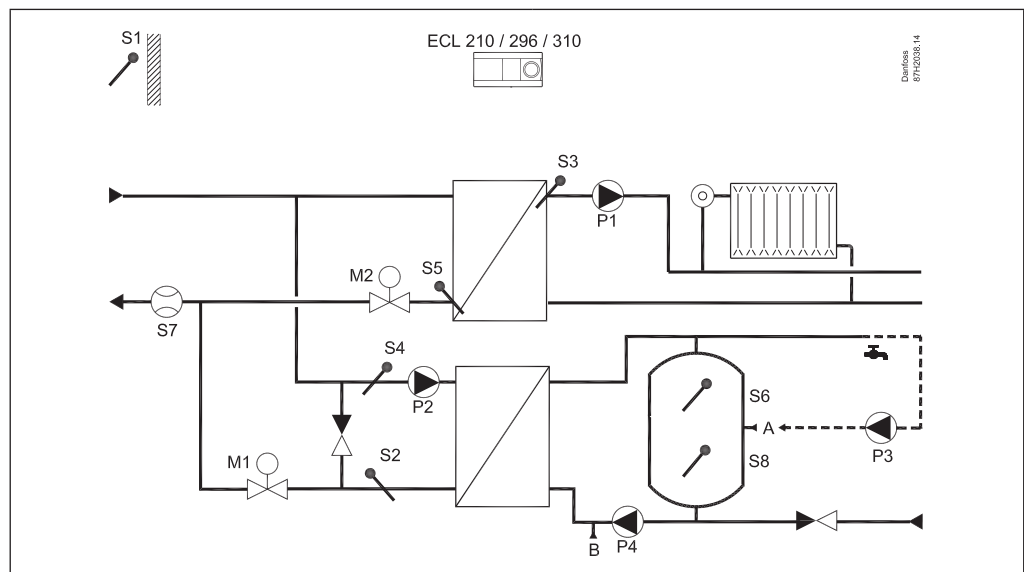 S1
ECL 210 / 296 / 310
Danfoss
87H2038.14
S3
P1
M2
S5
S7
S4
P2
S6
A
S8
P3
M1
S2
B
P4